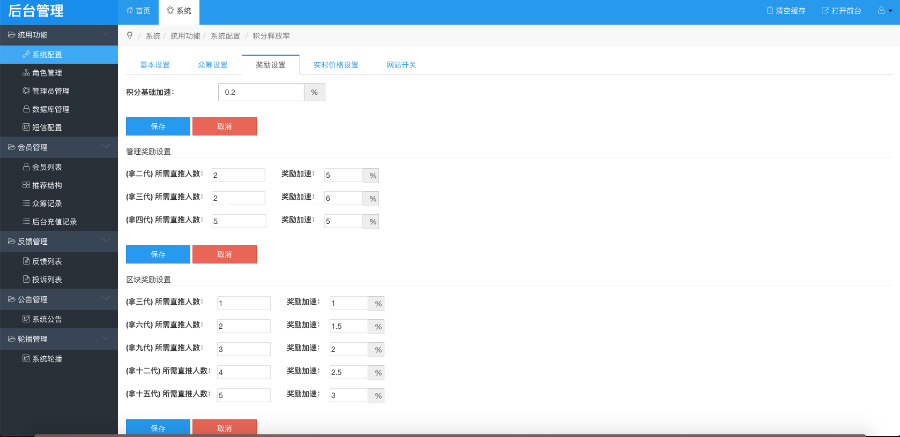 后台管理
首页
系统
清空缓存
打开前台
统用功能
系统配置
角色管理
管理员管理
数据库管理
短信配置
会员管理
会员列表
推荐结构
众筹记录
后台充值记录
反馈管理
反馈列表
投诉列表
公告管理
系统公告
轮播管理
系统轮播
/ 系统 / 统用功能 / 系统配置 / 积分释放率
基本设置 众筹设置 奖励设置 实时价格设置 网站开关
积分基础加速: 0.2 %
保存 取消
管理奖励设置
(拿二代) 所需直推人数: 2 奖励加速: 5 %
(拿三代) 所需直推人数: 2 奖励加速: 6 %
(拿四代) 所需直推人数: 5 奖励加速: 5 %
保存 取消
区块奖励设置
(拿三代) 所需直推人数: 1 奖励加速: 1 %
(拿六代) 所需直推人数: 2 奖励加速: 1.5 %
(拿九代) 所需直推人数: 3 奖励加速: 2 %
(拿十二代) 所需直推人数: 4 奖励加速: 2.5 %
(拿十五代) 所需直推人数: 5 奖励加速: 3 %
保存 取消